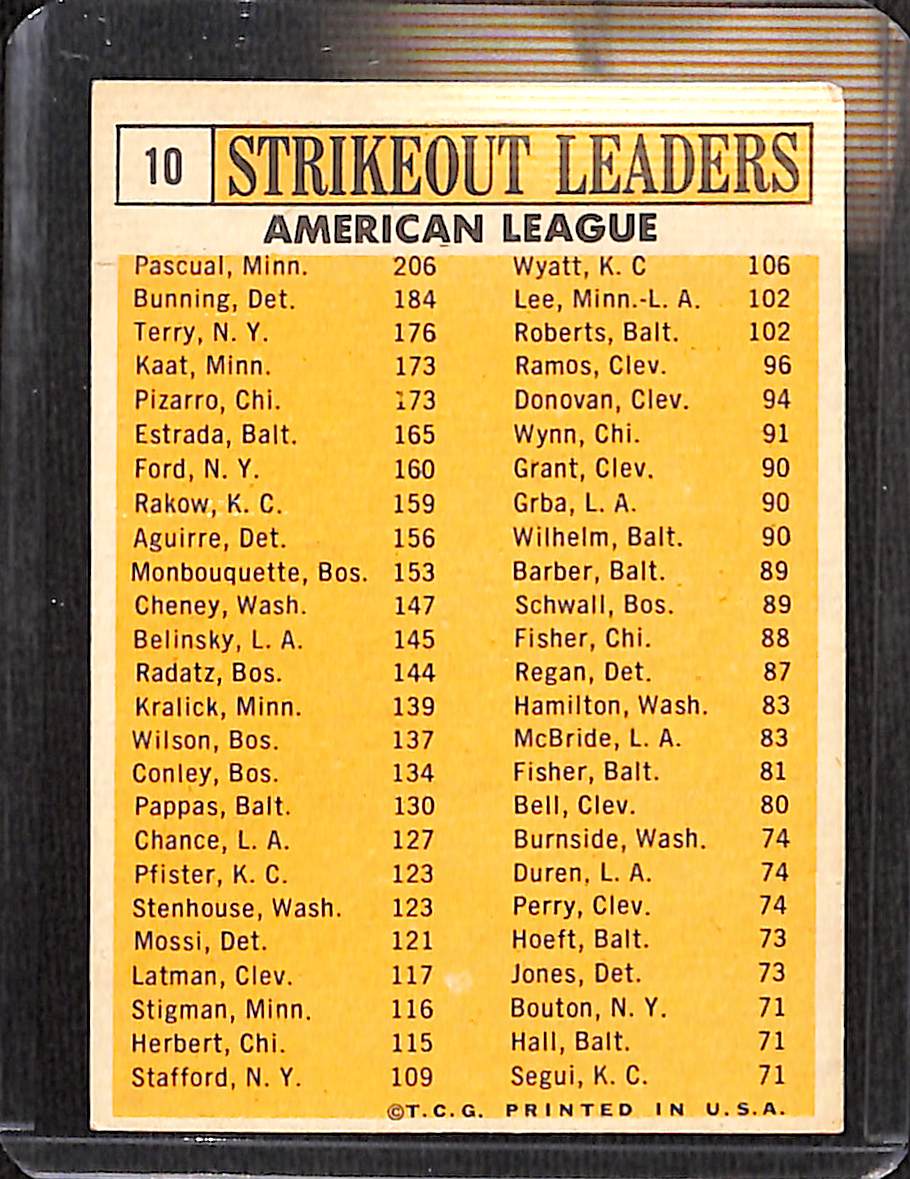 10 STRIKEOUT LEADERS
AMERICAN LEAGUE
Pascual, Minn. 206 Wyatt, K. C 106
Bunning, Det. 184 Lee, Minn.-L. A. 102
Terry, N. Y. 176 Roberts, Balt. 102
Kaat, Minn. 173 Ramos, Clev. 96
Pizarro, Chi. 173 Donovan, Clev. 94
Estrada, Balt. 165 Wynn, Chi. 91
Ford, N. Y. 160 Grant, Clev. 90
Rakow, K. C. 159 Grba, L. A. 90
Aguirre, Det. 156 Wilhelm, Balt. 90
Monbouquette, Bos. 153 Barber, Balt. 89
Cheney, Wash. 147 Schwall, Bos. 89
Belinsky, L. A. 145 Fisher, Chi. 88
Radatz, Bos. 144 Regan, Det. 87
Kralick, Minn. 139 Hamilton, Wash. 83
Wilson, Bos. 137 McBride, L. A. 83
Conley, Bos. 134 Fisher, Balt. 81
Pappas, Balt. 130 Bell, Clev. 80
Chance, L. A. 127 Burnside, Wash. 74
Pfister, K. C. 123 Duren, L. A. 74
Stenhouse, Wash. 123 Perry, Clev. 74
Mossi, Det. 121 Hoeft, Balt. 73
Latman, Clev. 117 Jones, Det. 73
Stigman, Minn. 116 Bouton, N. Y. 71
Herbert, Chi. 115 Hall, Balt. 71
Stafford, N. Y. 109 Segui, K. C. 71
©T.C.G. PRINTED IN U.S.A.